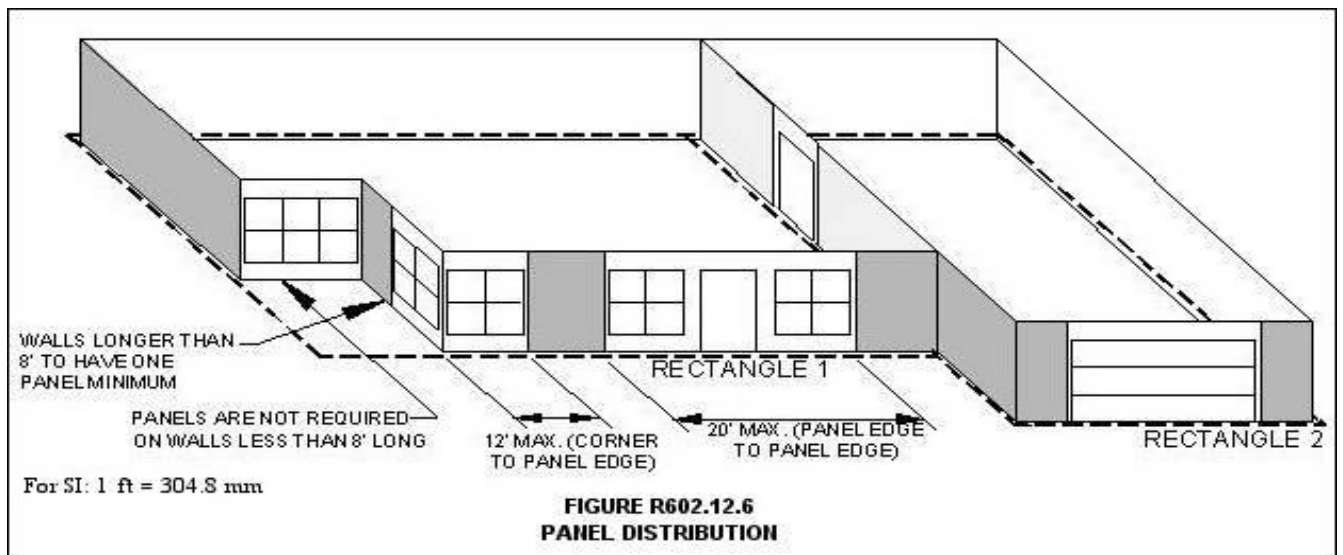 WALLS LONGER THAN
8' TO HAVE ONE
PANEL MINIMUM
PANELS ARE NOT REQUIRED
ON WALLS LESS THAN 8' LONG
12' MAX. (CORNER
TO PANEL EDGE)
RECTANGLE 1
20' MAX. (PANEL EDGE
TO PANEL EDGE)
RECTANGLE 2
For SI: 1 ft = 304.8 mm
FIGURE R602.12.6
PANEL DISTRIBUTION